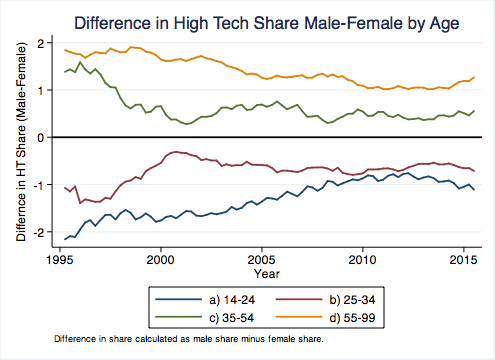 Difference in High Tech Share Male-Female by Age
Differnce in HT Share (Male-Female)
2
1
0
-1
-2
1995
2000
2005
2010
2015
Year
a) 14-24
b) 25-34
c) 35-54
d) 55-99
Difference in share calculated as male share minus female share.